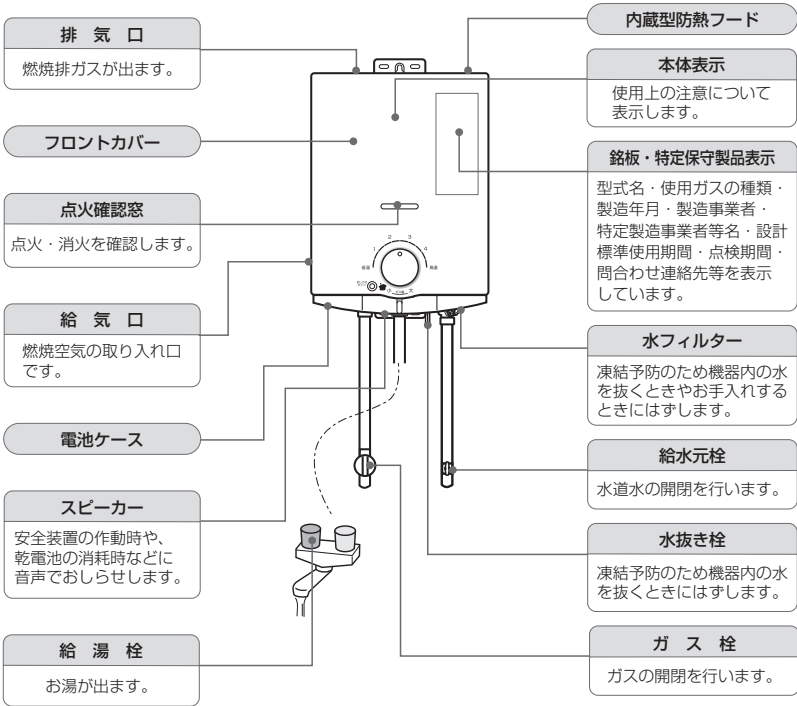 排　気　口
燃焼排ガスが出ます。
フロントカバー
点火確認窓
点火・消火を確認します。
給　気　口
燃焼空気の取り入れ口
です。
電池ケース
スピーカー
安全装置の作動時や、
乾電池の消耗時などに
音声でおしらせします。
給　湯　栓
お湯が出ます。
1
2
3
4
低温
高温
小
大
内蔵型防熱フード
本体表示
使用上の注意について
表示します。
銘板・特定保守製品表示
型式名・使用ガスの種類・
製造年月・製造事業者・
特定製造事業者等名・設計
標準使用期間・点検期間・
問合わせ連絡先等を表示
しています。
水フィルター
凍結予防のため機器内の水
を抜くときやお手入れする
ときにはずします。
給水元栓
水道水の開閉を行います。
水抜き栓
凍結予防のため機器内の水
を抜くときにはずします。
ガ　ス　栓
ガスの開閉を行います。